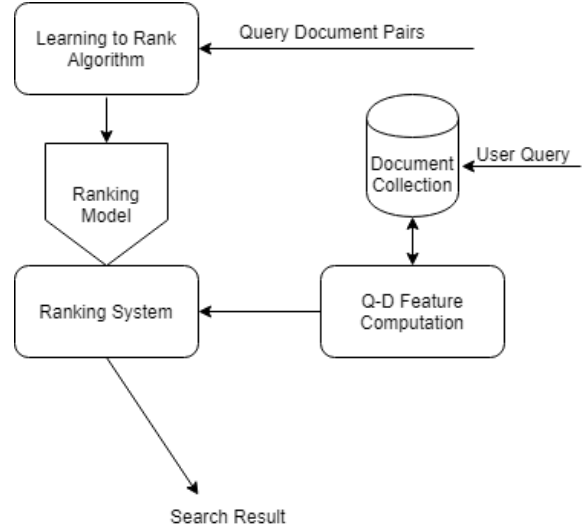 Learning to Rank
Algorithm
Query Document Pairs
Document
Collection
User Query
Ranking
Model
Ranking System
Q-D Feature
Computation
Search Result